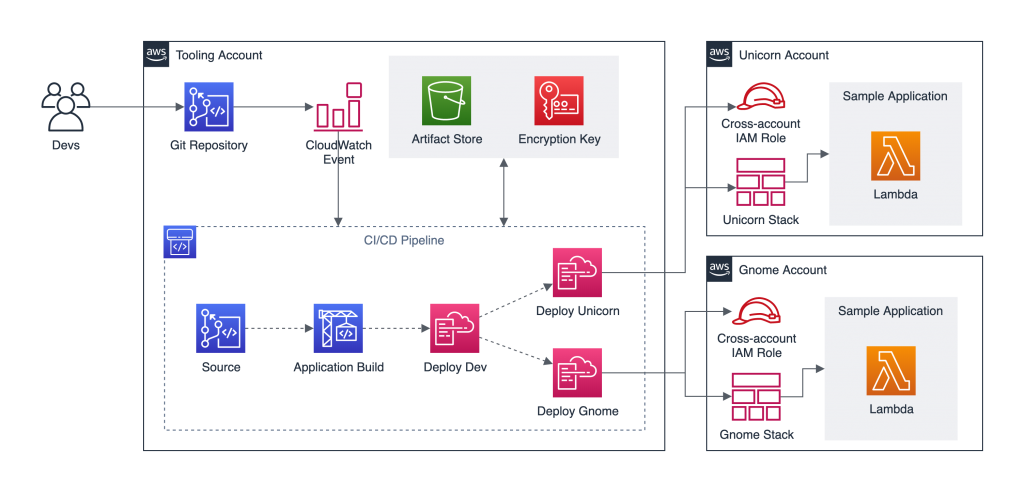 aws
Tooling Account
Devs
Git Repository
CloudWatch
Event
Artifact Store
Encryption Key
CI/CD Pipeline
Source
Application Build
Deploy Dev
Deploy Unicorn
Deploy Gnome
aws
Unicorn Account
Cross-account
IAM Role
Unicorn Stack
Sample Application
Lambda
aws
Gnome Account
Cross-account
IAM Role
Gnome Stack
Sample Application
Lambda